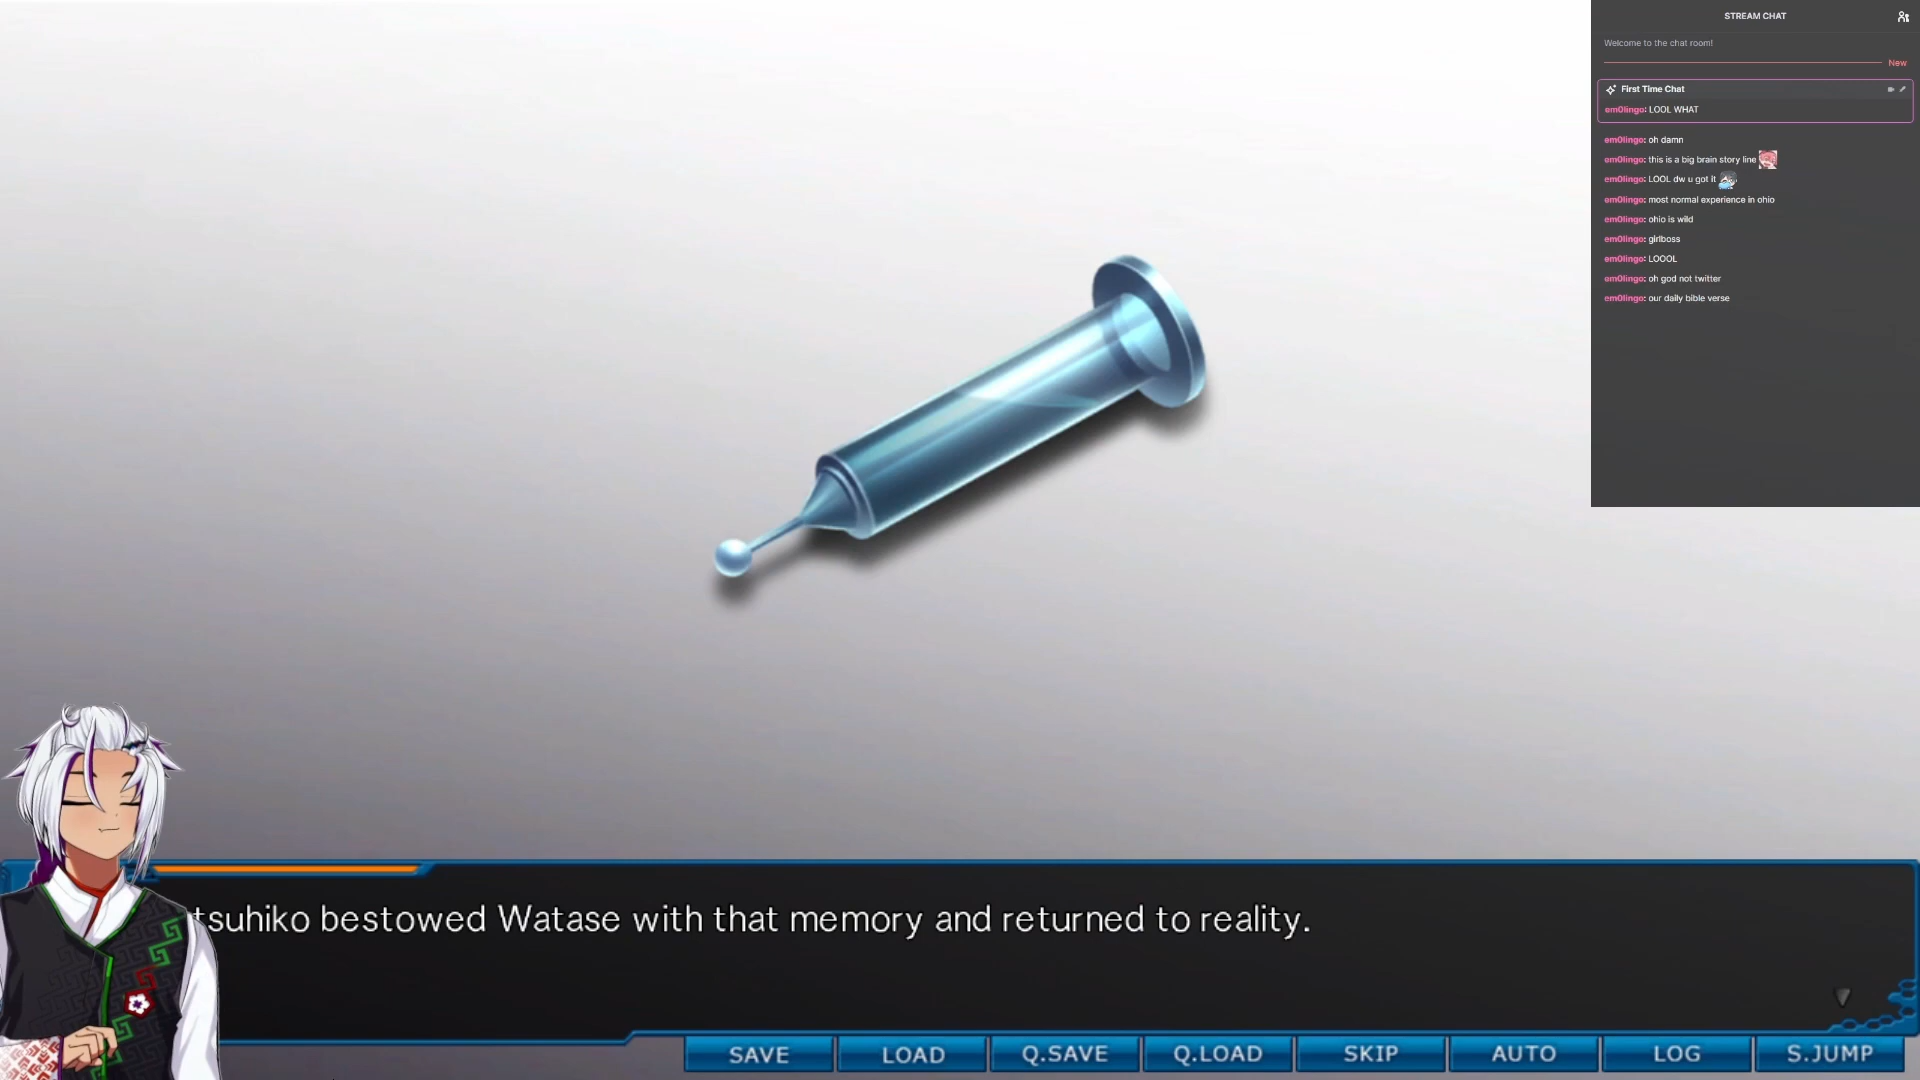 STREAM CHAT
Welcome to the chat room!
New
First Time Chat
em0lingo: LOOL WHAT
em0lingo: oh damn
em0lingo: this is a big brain story line
em0lingo: LOOL dw u got it
em0lingo: most normal experience in ohio
em0lingo: ohio is wild
em0lingo: girlboss
em0lingo: LOOOL
em0lingo: oh god not twitter
em0lingo: our daily bible verse
tsuhiko bestowed Watase with that memory and returned to reality.
SAVE LOAD Q.SAVE Q.LOAD SKIP AUTO LOG S.JUMP